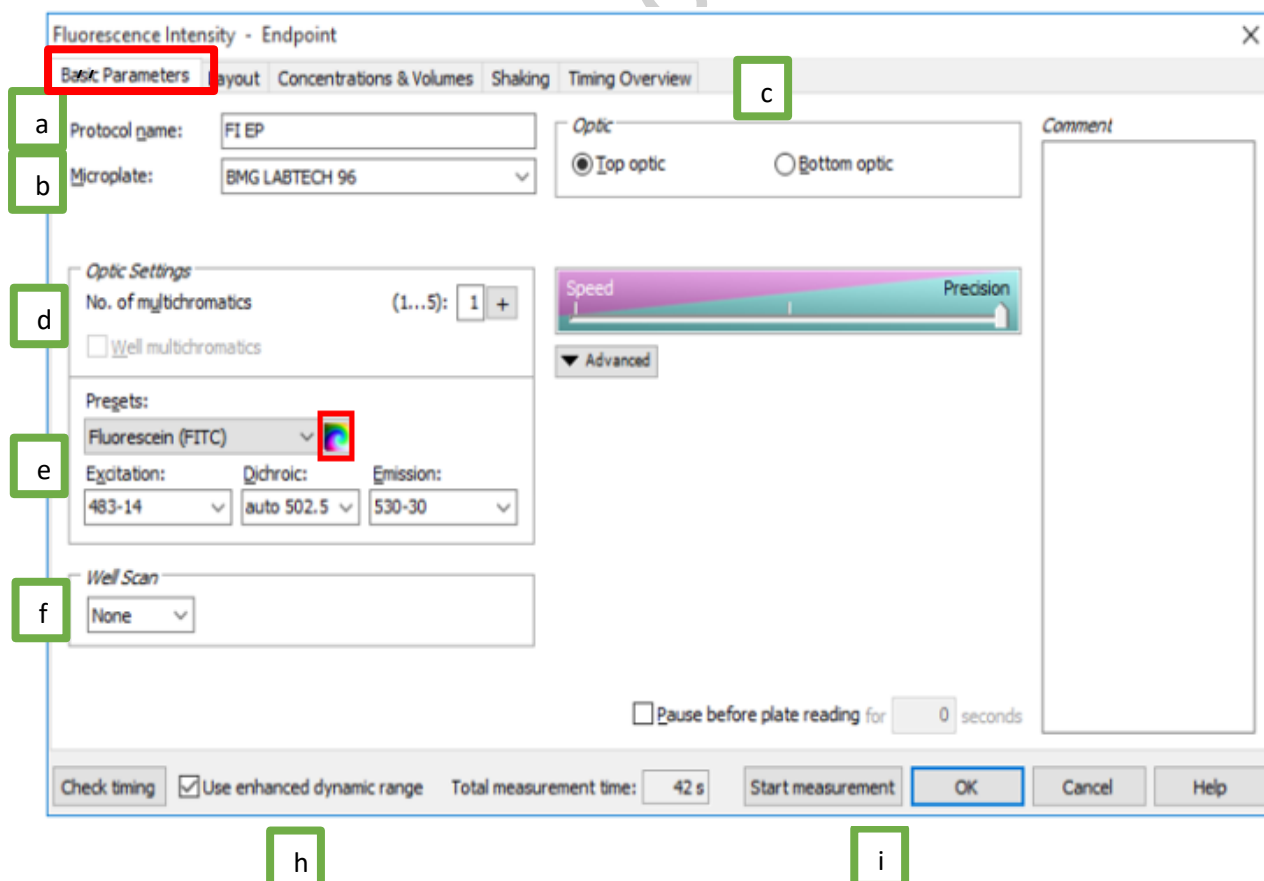 Fluorescence Intensity - Endpoint
Basic Parameters Layout Concentrations & Volumes Shaking Timing Overview
c
a
Protocol name: FI EP
Optic
Comment
b
Microplate: BMG LABTECH 96
Top optic Bottom optic
Optic Settings
d
No. of multichromatics (1...5): 1 +
Speed Precision
Well multichromatics
Advanced
Presets:
Fluorescein (FITC)
e
Excitation: Dichroic: Emission:
483-14 auto 502.5 530-30
Well Scan
f
None
Pause before plate reading for 0 seconds
Check timing Use enhanced dynamic range Total measurement time: 42 s Start measurement OK Cancel Help
h i